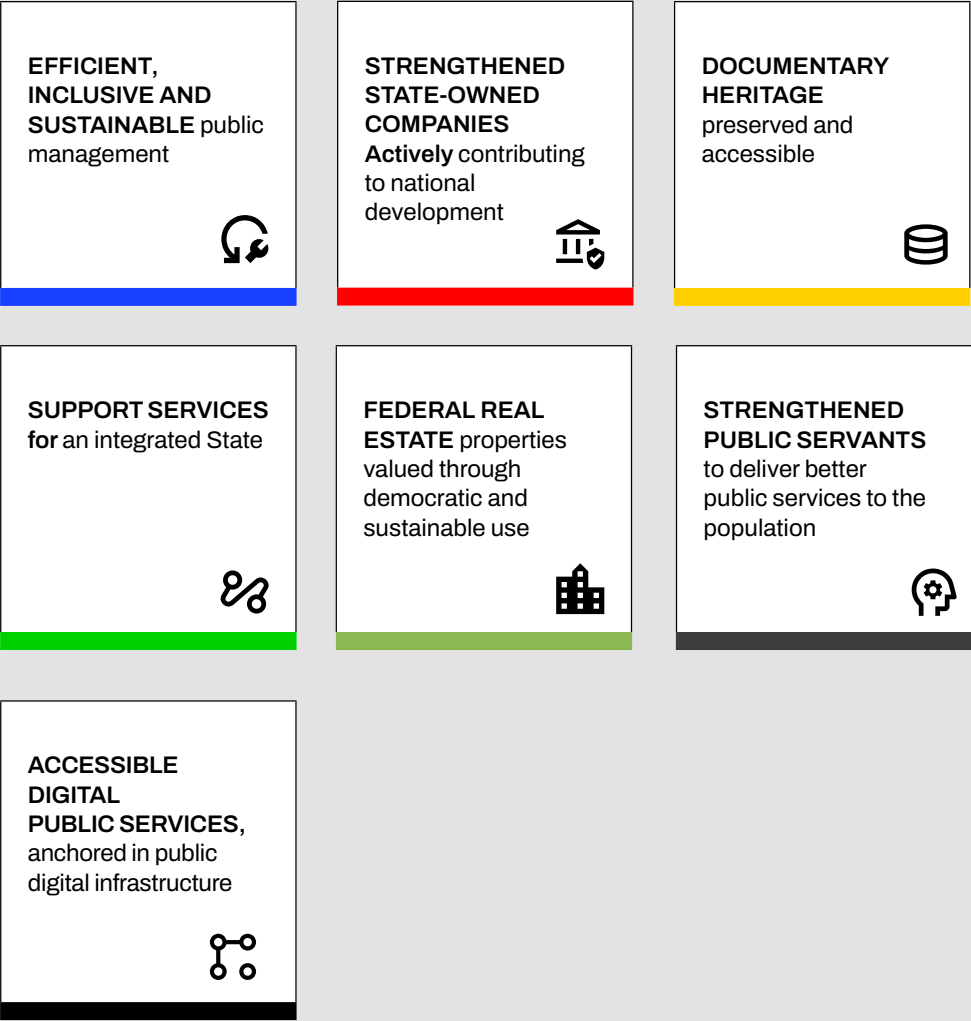 EFFICIENT,
INCLUSIVE AND
SUSTAINABLE public
management
STRENGTHENED
STATE-OWNED
COMPANIES
Actively contributing
to national
development
DOCUMENTARY
HERITAGE
preserved and
accessible
SUPPORT SERVICES
for an integrated State
FEDERAL REAL
ESTATE properties
valued through
democratic and
sustainable use
STRENGTHENED
PUBLIC SERVANTS
to deliver better
public services to the
population
ACCESSIBLE
DIGITAL
PUBLIC SERVICES,
anchored in public
digital infrastructure